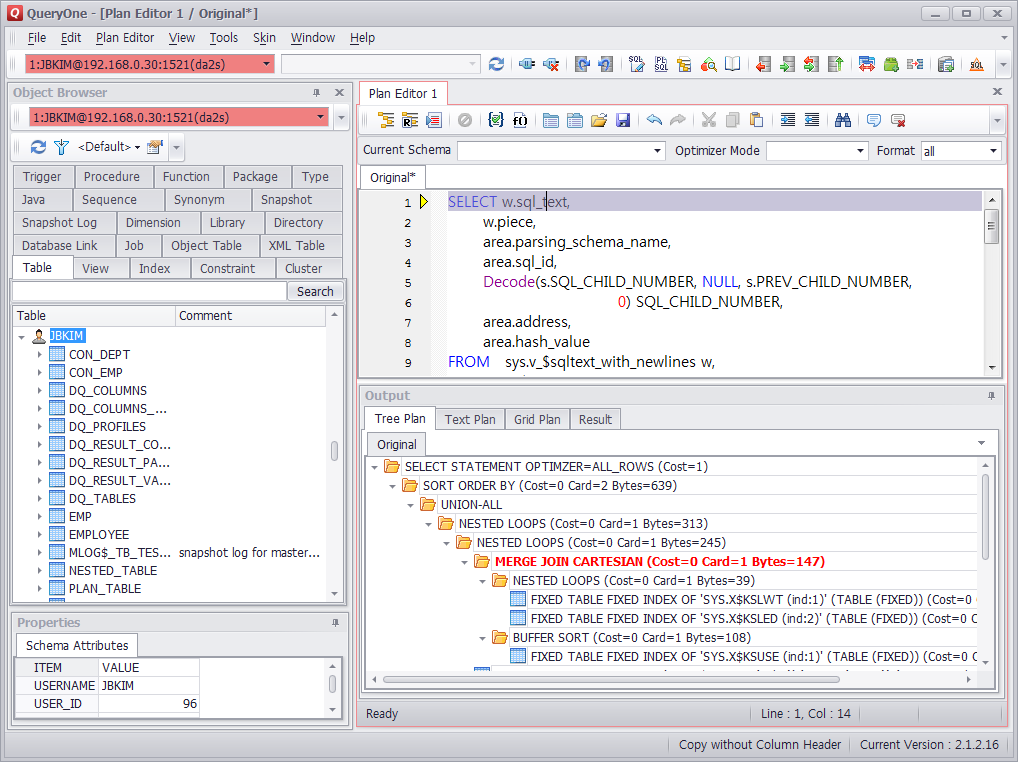 QueryOne - [Plan Editor 1 / Original*]
File Edit Plan Editor View Tools Skin Window Help
1:JBKIM@192.168.0.30:1521(da2s)
Object Browser
1:JBKIM@192.168.0.30:1521(da2s)
<Default>
Trigger Procedure Function Package Type
Java Sequence Synonym Snapshot
Snapshot Log Dimension Library Directory
Database Link Job Object Table XML Table
Table View Index Constraint Cluster
Search
Table Comment
JBKIM
CON_DEPT
CON_EMP
DQ_COLUMNS
DQ_COLUMNS_...
DQ_PROFILES
DQ_RESULT_CO...
DQ_RESULT_PA...
DQ_RESULT_VA...
DQ_TABLES
EMP
EMPLOYEE
MLOG$_TB_TES... snapshot log for master...
NESTED_TABLE
PLAN_TABLE
Properties
Schema Attributes
ITEM VALUE
USERNAME JBKIM
USER_ID 96
Plan Editor 1
Current Schema Optimizer Mode Format all
Original*
1 SELECT w.sql_text,
2 w.piece,
3 area.parsing_schema_name,
4 area.sql_id,
5 Decode(s.SQL_CHILD_NUMBER, NULL, s.PREV_CHILD_NUMBER,
6 0) SQL_CHILD_NUMBER,
7 area.address,
8 area.hash_value
9 FROM sys.v_$sqltext_with_newlines w,
Output
Tree Plan Text Plan Grid Plan Result
Original
SELECT STATEMENT OPTIMZER=ALL_ROWS (Cost=1)
SORT ORDER BY (Cost=0 Card=2 Bytes=639)
UNION-ALL
NESTED LOOPS (Cost=0 Card=1 Bytes=313)
NESTED LOOPS (Cost=0 Card=1 Bytes=245)
MERGE JOIN CARTESIAN (Cost=0 Card=1 Bytes=147)
NESTED LOOPS (Cost=0 Card=1 Bytes=39)
FIXED TABLE FIXED INDEX OF 'SYS.X$KSLWT (ind:1)' (TABLE (FIXED)) (Cost=0
FIXED TABLE FIXED INDEX OF 'SYS.X$KSLED (ind:2)' (TABLE (FIXED)) (Cost=0 C
BUFFER SORT (Cost=0 Card=1 Bytes=108)
FIXED TABLE FIXED INDEX OF 'SYS.X$KSUSE (ind:1)' (TABLE (FIXED)) (Cost=0 C
Ready Line : 1, Col : 14
Copy without Column Header Current Version : 2.1.2.16